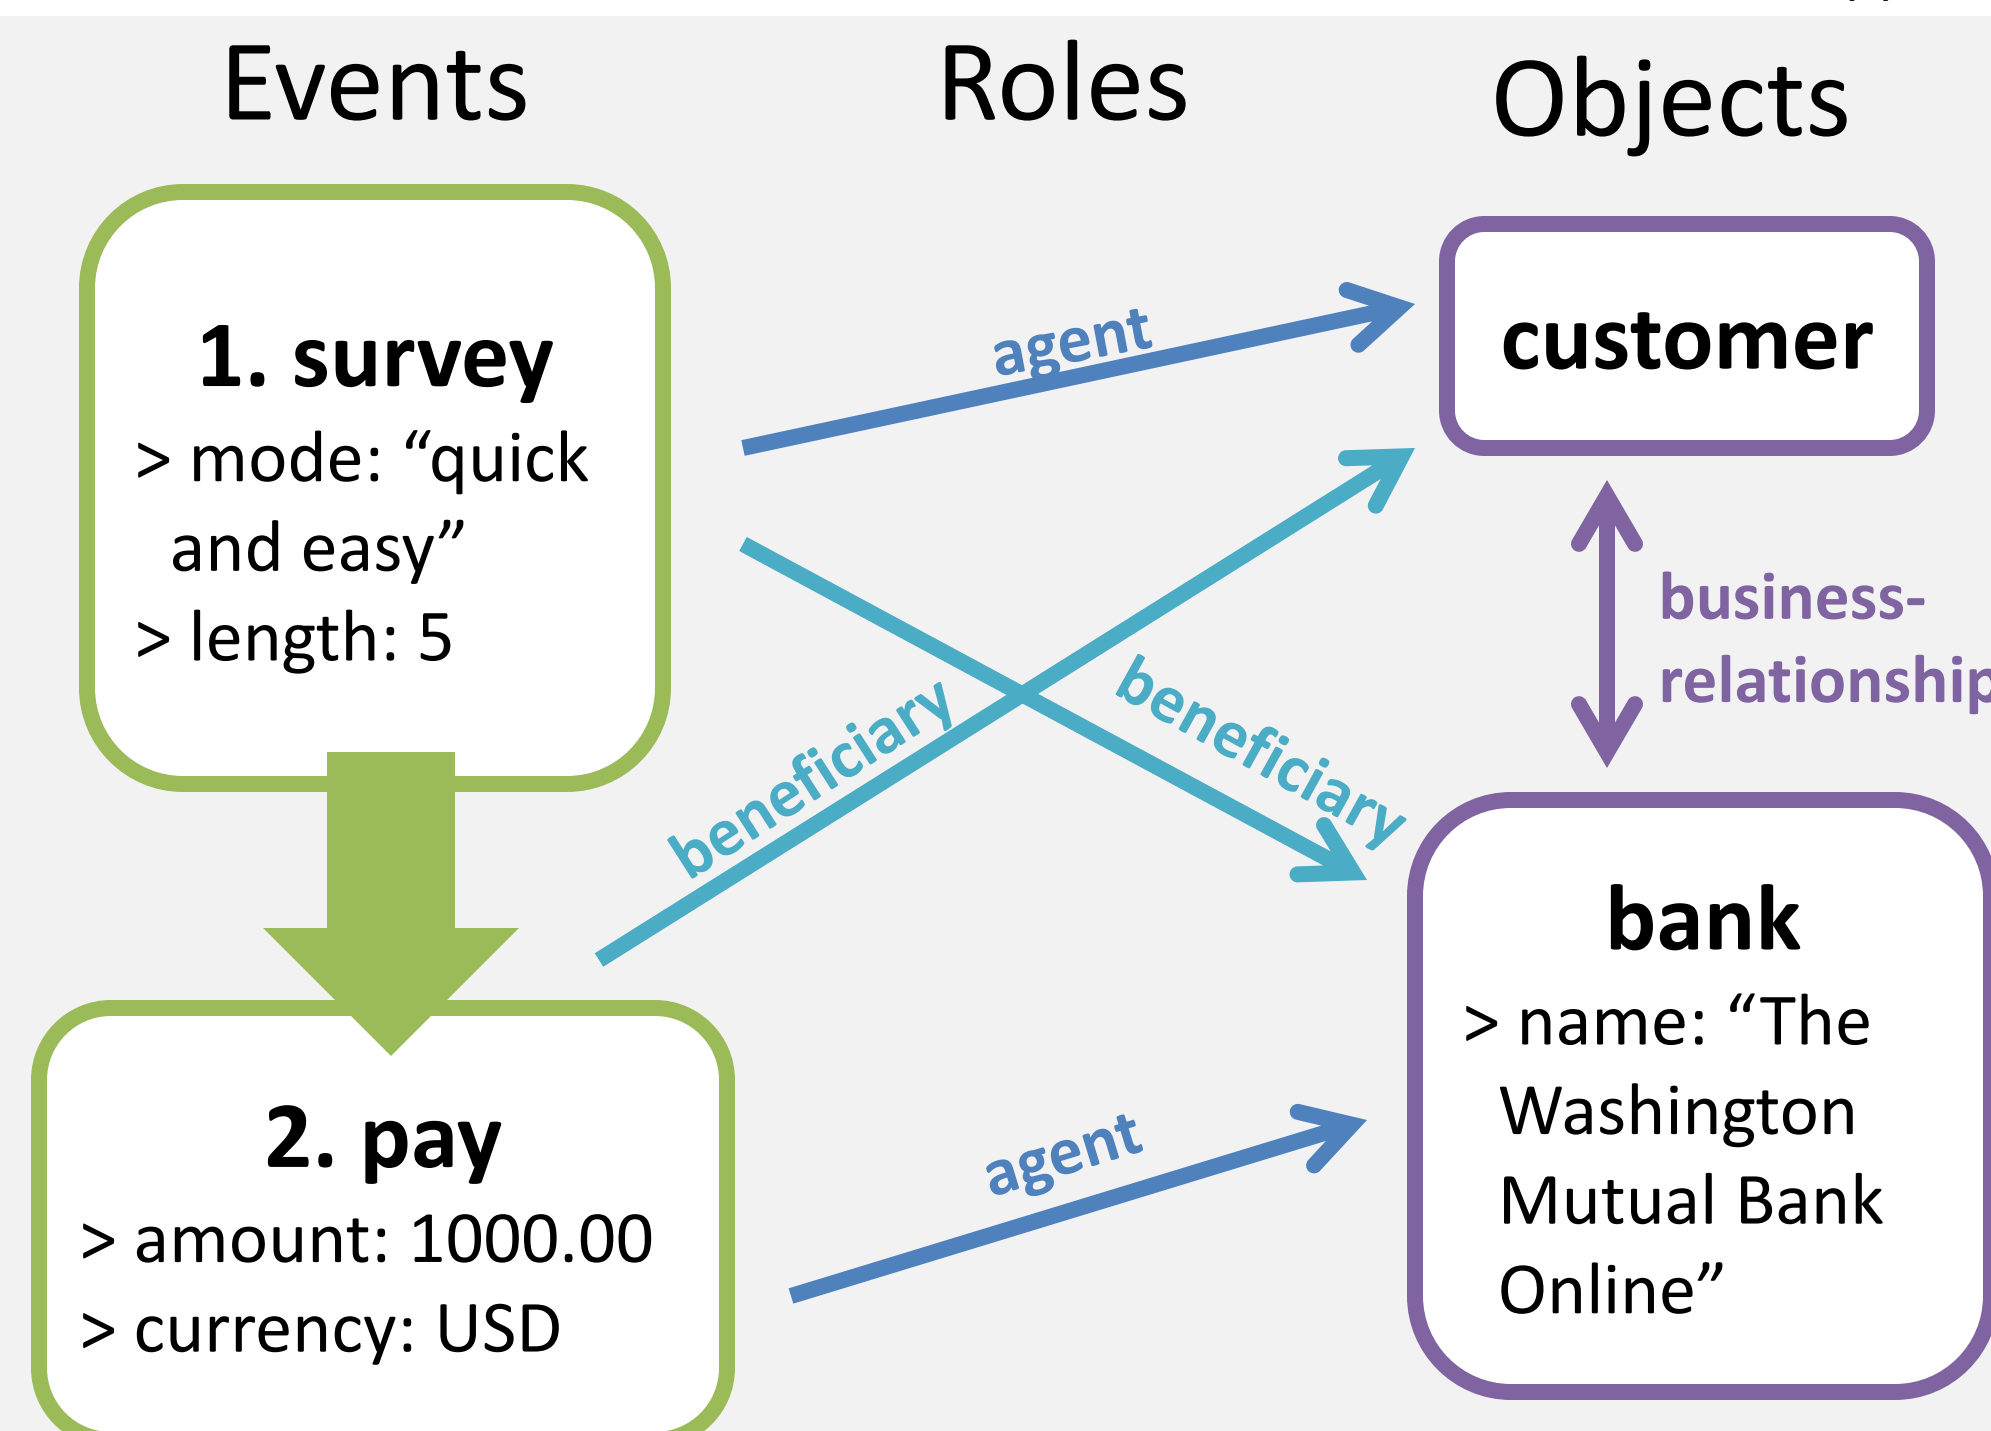 Events
Roles
Objects
1. survey
> mode: “quick
and easy”
> length: 5
agent
customer
beneficiary
beneficiary
business-
relationship
2. pay
> amount: 1000.00
> currency: USD
agent
bank
> name: “The
Washington
Mutual Bank
Online”